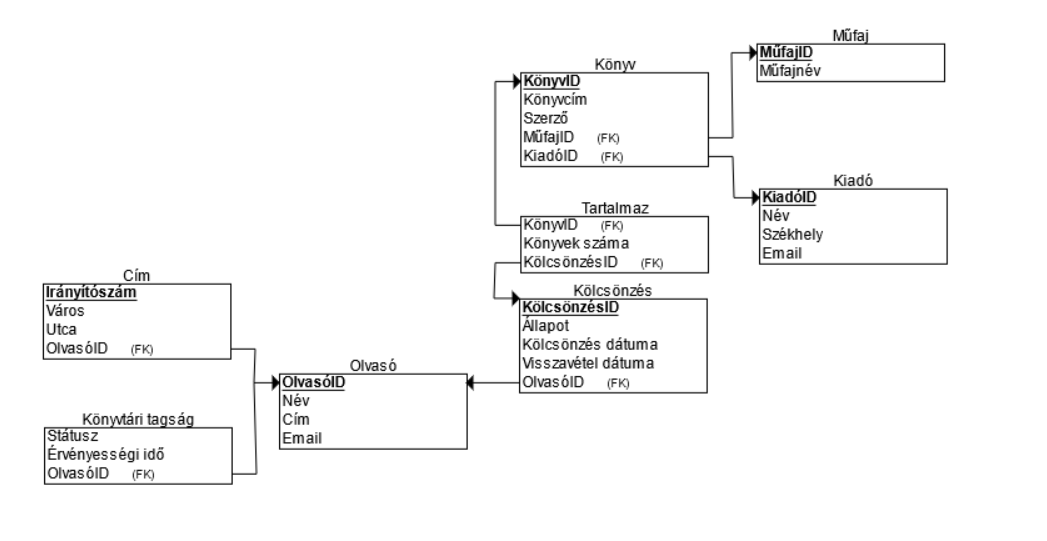 Műfaj
MűfajID
Műfajnév
Könyv
KönyvID
Könyvcím
Szerző
MűfajID (FK)
KiadóID (FK)
Kiadó
KiadóID
Név
Székhely
Email
Tartalmaz
KönyvID (FK)
Könyvek száma
KölcsönzésID (FK)
Kölcsönzés
KölcsönzésID
Állapot
Kölcsönzés dátuma
Visszavétel dátuma
OlvasóID (FK)
Cím
Irányítószám
Város
Utca
OlvasóID (FK)
Olvasó
OlvasóID
Név
Cím
Email
Könyvtári tagság
Státusz
Érvényességi idő
OlvasóID (FK)